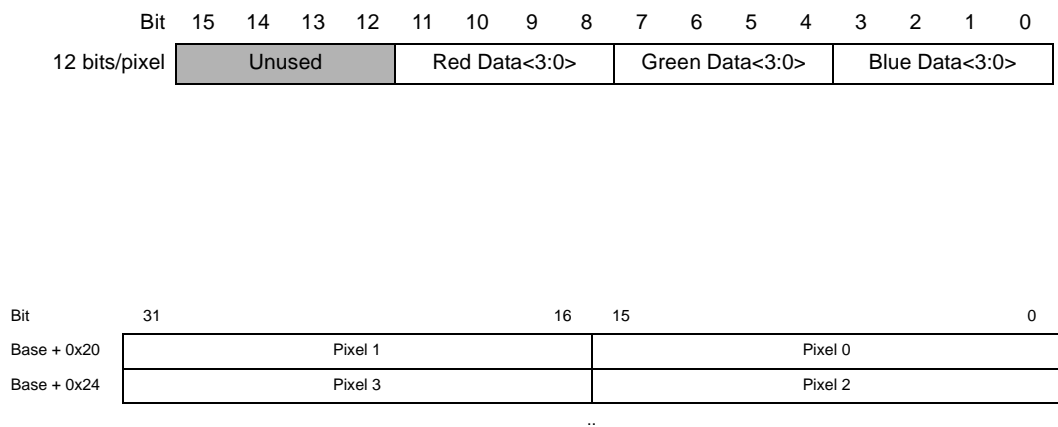 Bit 15 14 13 12 11 10 9 8 7 6 5 4 3 2 1 0
12 bits/pixel Unused Red Data<3:0> Green Data<3:0> Blue Data<3:0>
Bit 31 16 15 0
Base + 0x20 Pixel 1 Pixel 0
Base + 0x24 Pixel 3 Pixel 2
..